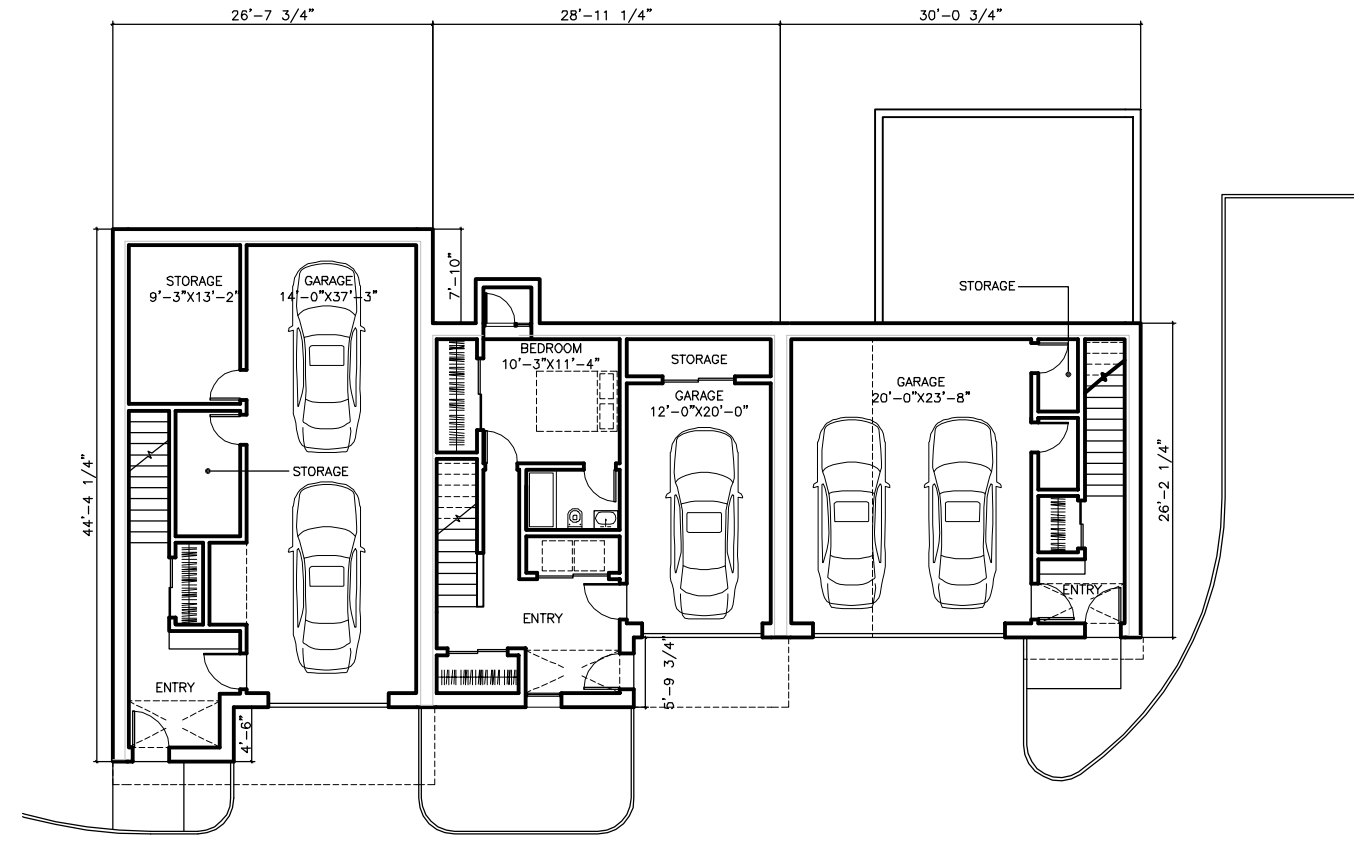 26'-7 3/4"
28'-11 1/4"
30'-0 3/4"
7'-10"
STORAGE
9'-3"X13'-2"
GARAGE
14'-0"X37'-3"
STORAGE
BEDROOM
10'-3"X11'-4"
STORAGE
GARAGE
12'-0"X20'-0"
GARAGE
20'-0"X23'-8"
STORAGE
44'-4 1/4"
26'-2 1/4"
ENTRY
ENTRY
ENTRY
5'-9 3/4"
4'-6"